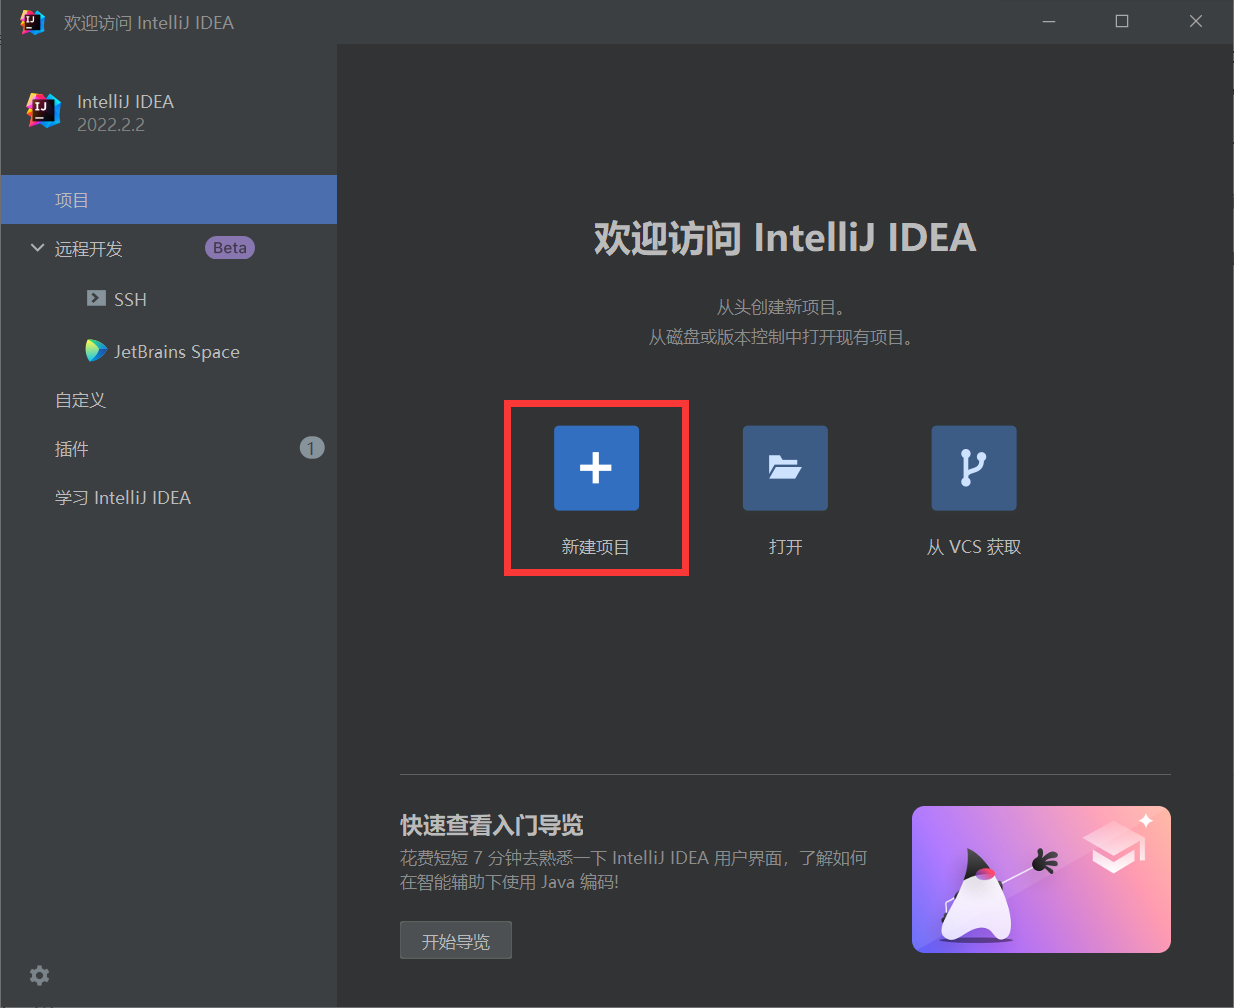 欢迎访问 IntelliJ IDEA
IntelliJ IDEA
2022.2.2
项目
远程开发 Beta
SSH
JetBrains Space
自定义
插件 1
学习 IntelliJ IDEA
欢迎访问 IntelliJ IDEA
从头创建新项目。
从磁盘或版本控制中打开现有项目。
新建项目 打开 从 VCS 获取
快速查看入门导览
花费短短 7 分钟去熟悉一下 IntelliJ IDEA 用户界面，了解如何
在智能辅助下使用 Java 编码!
开始导览